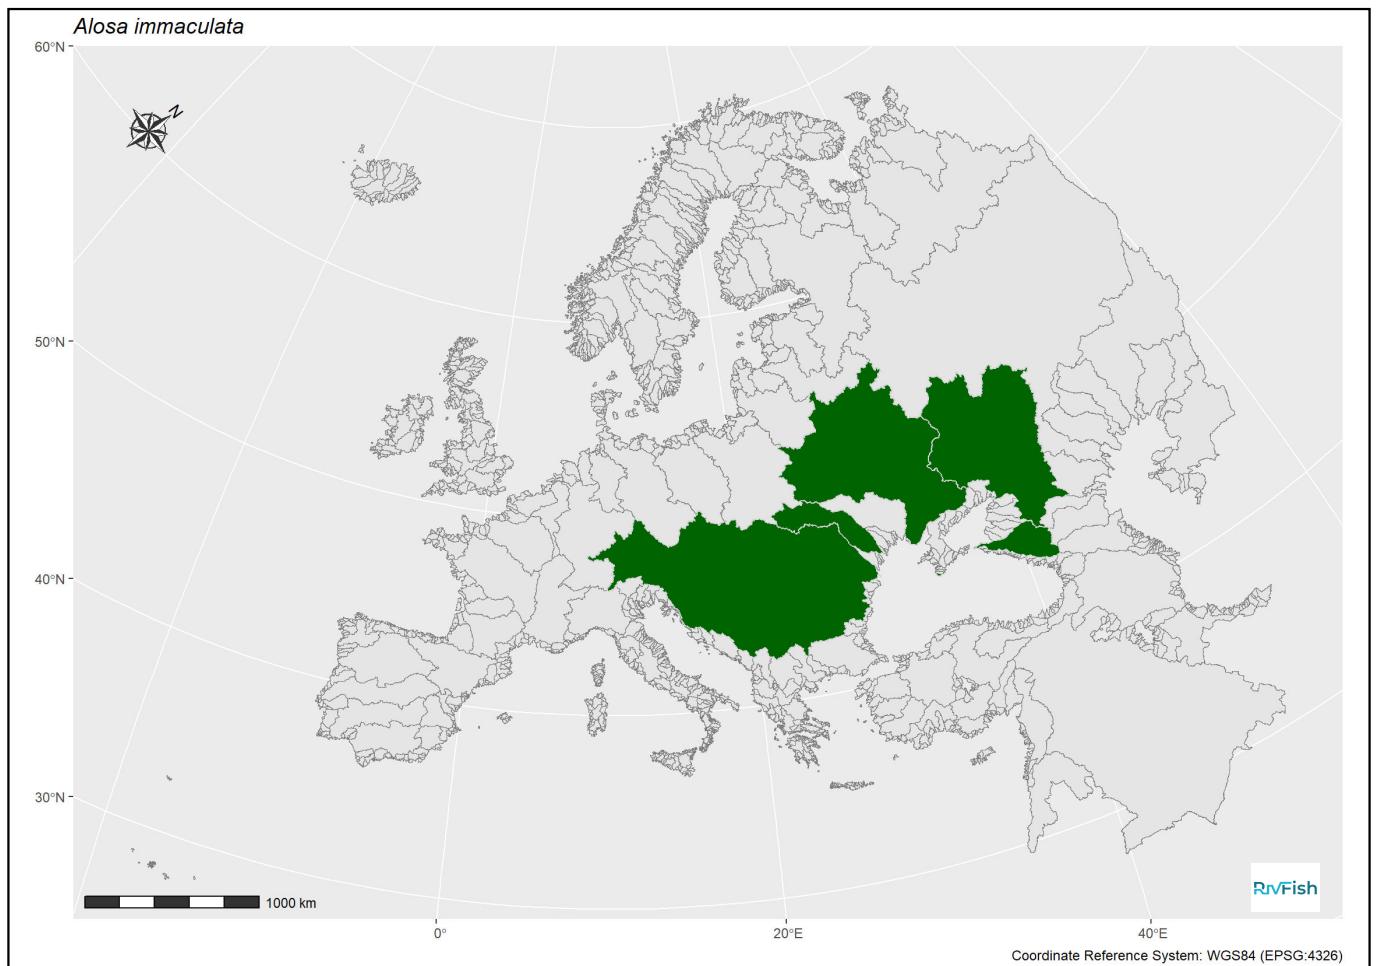 Alosa immaculata
60°N
N
50°N
40°N
30°N
1000 km
RivFish
0°
20°E
40°E
Coordinate Reference System: WGS84 (EPSG:4326)